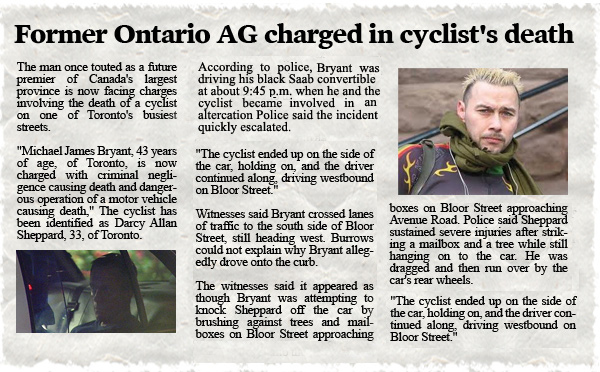 Former Ontario AG charged in cyclist's death
The man once touted as a future
premier of Canada's largest
province is now facing charges
involving the death of a cyclist
on one of Toronto's busiest
streets.
"Michael James Bryant, 43 years
of age, of Toronto, is now
charged with criminal negli-
gence causing death and danger-
ous operation of a motor vehicle
causing death," The cyclist has
been identified as Darcy Allan
Sheppard, 33, of Toronto.
According to police, Bryant was
driving his black Saab convertible
at about 9:45 p.m. when he and the
cyclist became involved in an
altercation Police said the incident
quickly escalated.
"The cyclist ended up on the side of
the car, holding on, and the driver
continued along, driving westbound
on Bloor Street."
Witnesses said Bryant crossed lanes
of traffic to the south side of Bloor
Street, still heading west. Burrows
could not explain why Bryant alleg-
edly drove onto the curb.
The witnesses said it appeared as
though Bryant was attempting to
knock Sheppard off the car by
brushing against trees and mail-
boxes on Bloor Street approaching
boxes on Bloor Street approaching
Avenue Road. Police said Sheppard
sustained severe injuries after strik-
ing a mailbox and a tree while still
hanging on to the car. He was
dragged and then run over by the
car's rear wheels.
"The cyclist ended up on the side of
the car, holding on, and the driver con-
tinued along, driving westbound on
Bloor Street."